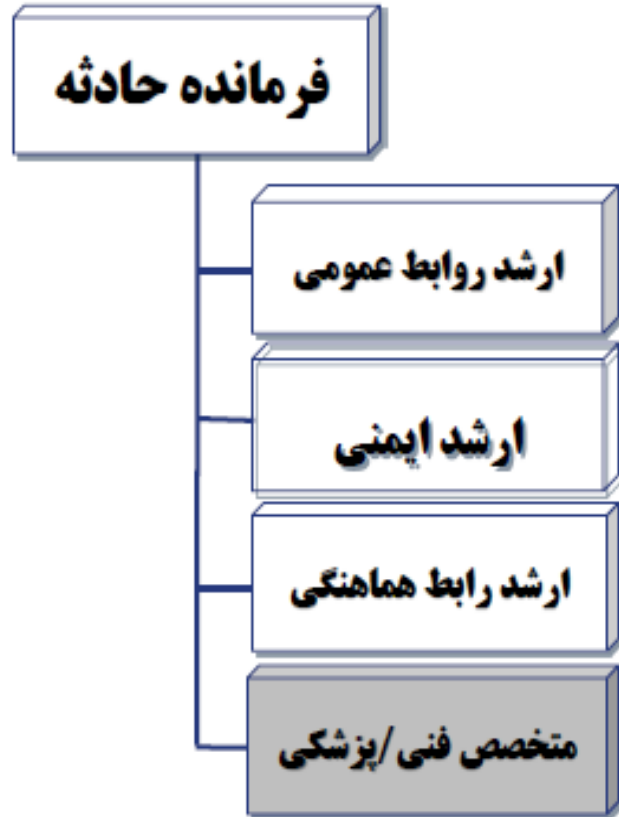 فرمانده حادثه
ارشد روابط عمومی
ارشد ایمنی
ارشد رابط هماهنگی
متخصص فنی/پزشکی